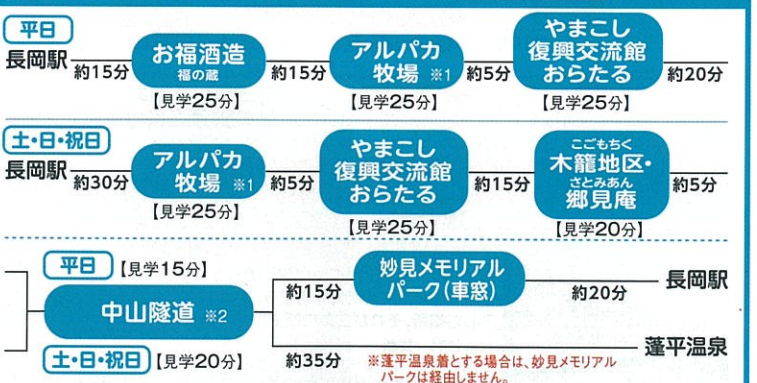 平日
長岡駅 約15分 お福酒造 福の蔵 【見学25分】 約15分 アルパカ牧場 ※1 【見学25分】 約5分 やまこし復興交流館おらたる 【見学25分】 約20分
土・日・祝日
長岡駅 約30分 アルパカ牧場 ※1 【見学25分】 約5分 やまこし復興交流館おらたる 【見学25分】 約15分 こごもちく さとみあん 木籠地区・郷見庵 【見学20分】 約5分
平日 【見学15分】
中山隧道 ※2
土・日・祝日 【見学20分】
約15分 妙見メモリアルパーク(車窓) 約20分 長岡駅
約35分 蓬平温泉
※蓬平温泉着とする場合は、妙見メモリアル
パークは経由しません。